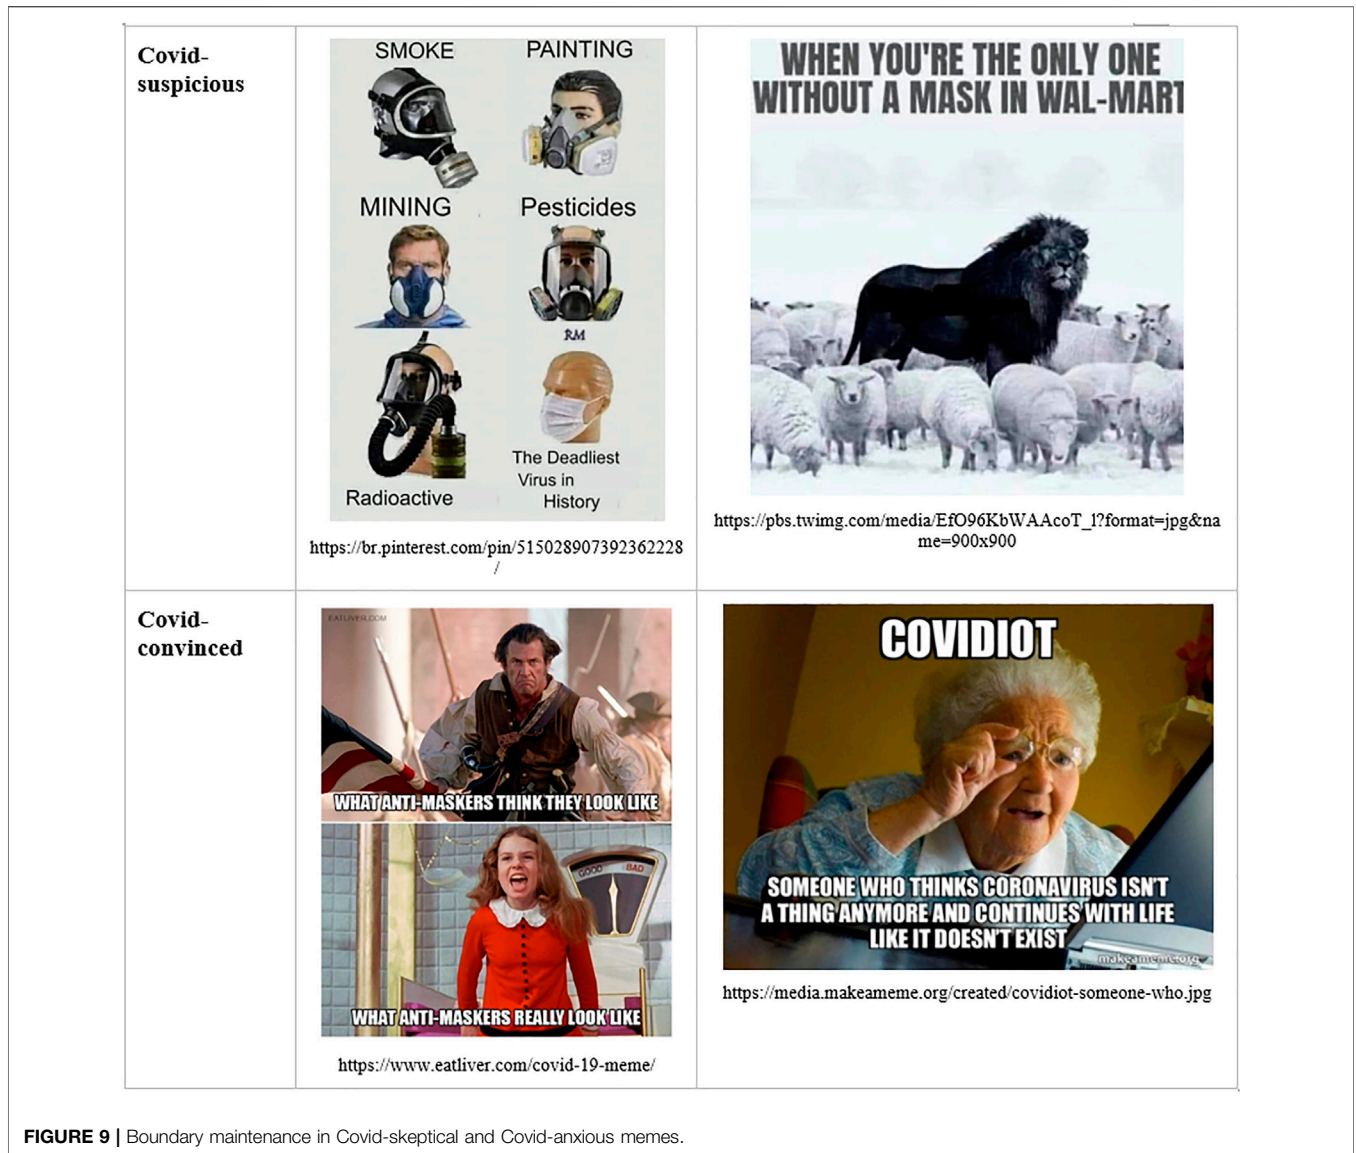 Covid-
suspicious
SMOKE
PAINTING
MINING
Pesticides
RM
Radioactive
The Deadliest
Virus in
History
https://br.pinterest.com/pin/515028907392362228
/
WHEN YOU'RE THE ONLY ONE
WITHOUT A MASK IN WAL-MART
https://pbs.twimg.com/media/EfO96KbWAAcoT_l?format=jpg&na
me=900x900
Covid-
convinced
EATLIVER.COM
WHAT ANTI-MASKERS THINK THEY LOOK LIKE
GOOD BAD
WHAT ANTI-MASKERS REALLY LOOK LIKE
https://www.eatliver.com/covid-19-meme/
COVIDIOT
SOMEONE WHO THINKS CORONAVIRUS ISN'T
A THING ANYMORE AND CONTINUES WITH LIFE
LIKE IT DOESN'T EXIST
makeameme.org
https://media.makeameme.org/created/covidiot-someone-who.jpg
FIGURE 9 | Boundary maintenance in Covid-skeptical and Covid-anxious memes.